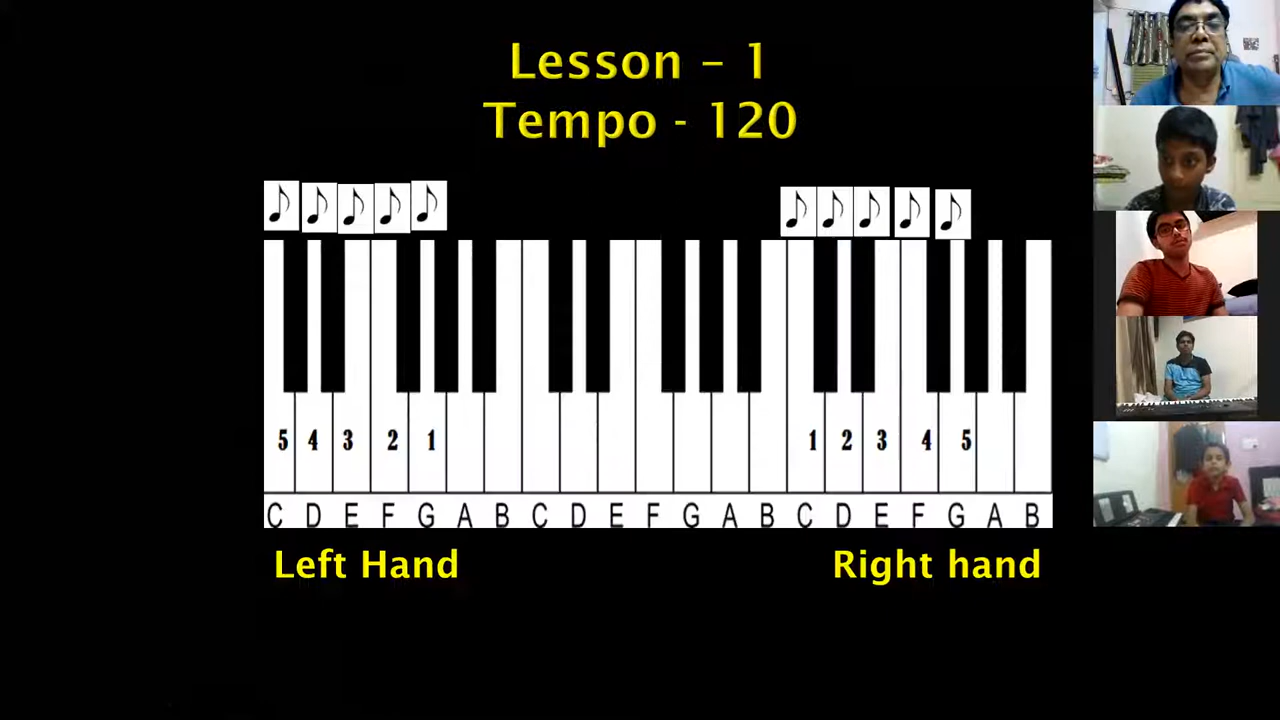 Lesson – 1
Tempo - 120
5 4 3 2 1 1 2 3 4 5
C D E F G A B C D E F G A B C D E F G A B
Left Hand Right hand